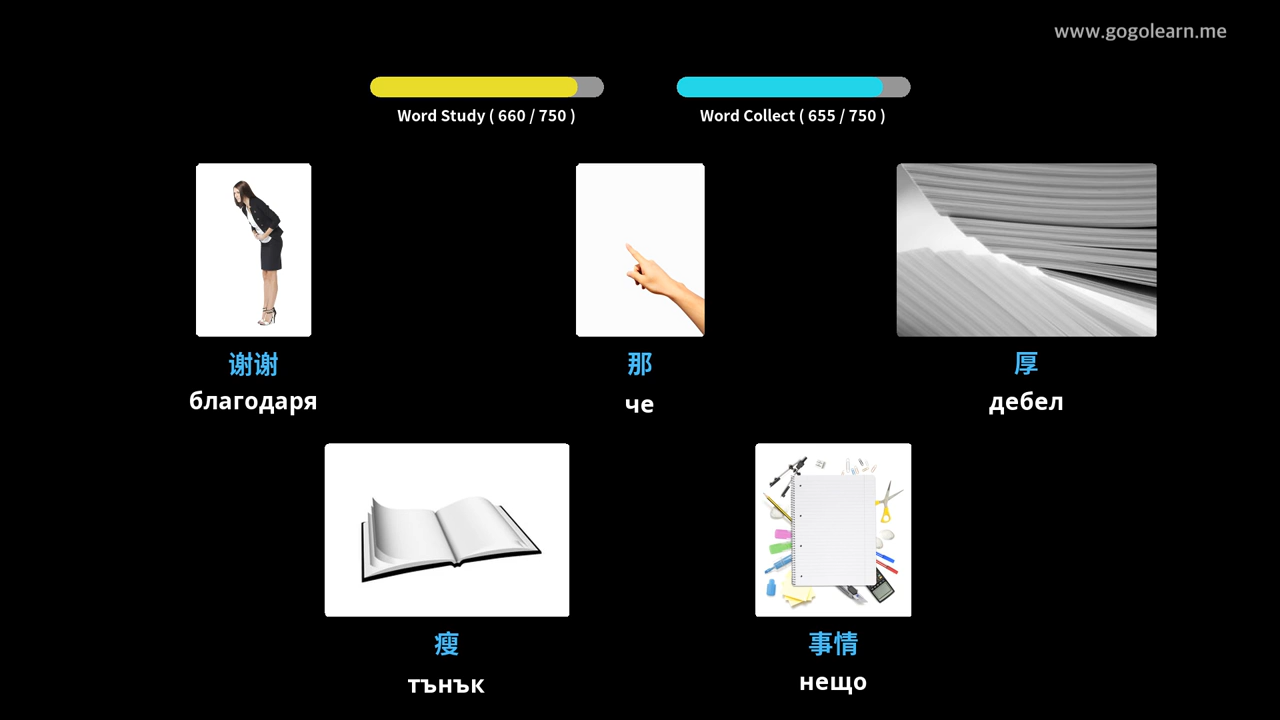 www.gogolearn.me
Word Study ( 660 / 750 )
Word Collect ( 655 / 750 )
谢谢
благодаря
那
че
厚
дебел
瘦
тънък
事情
нещо